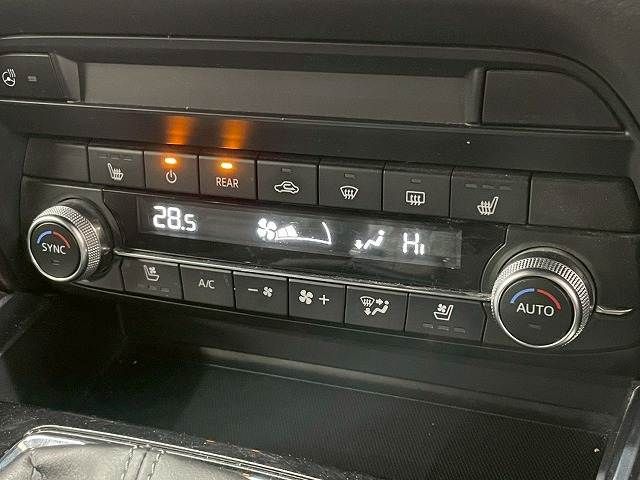 REAR
28.5 Hi
SYNC
A/C - +
AUTO